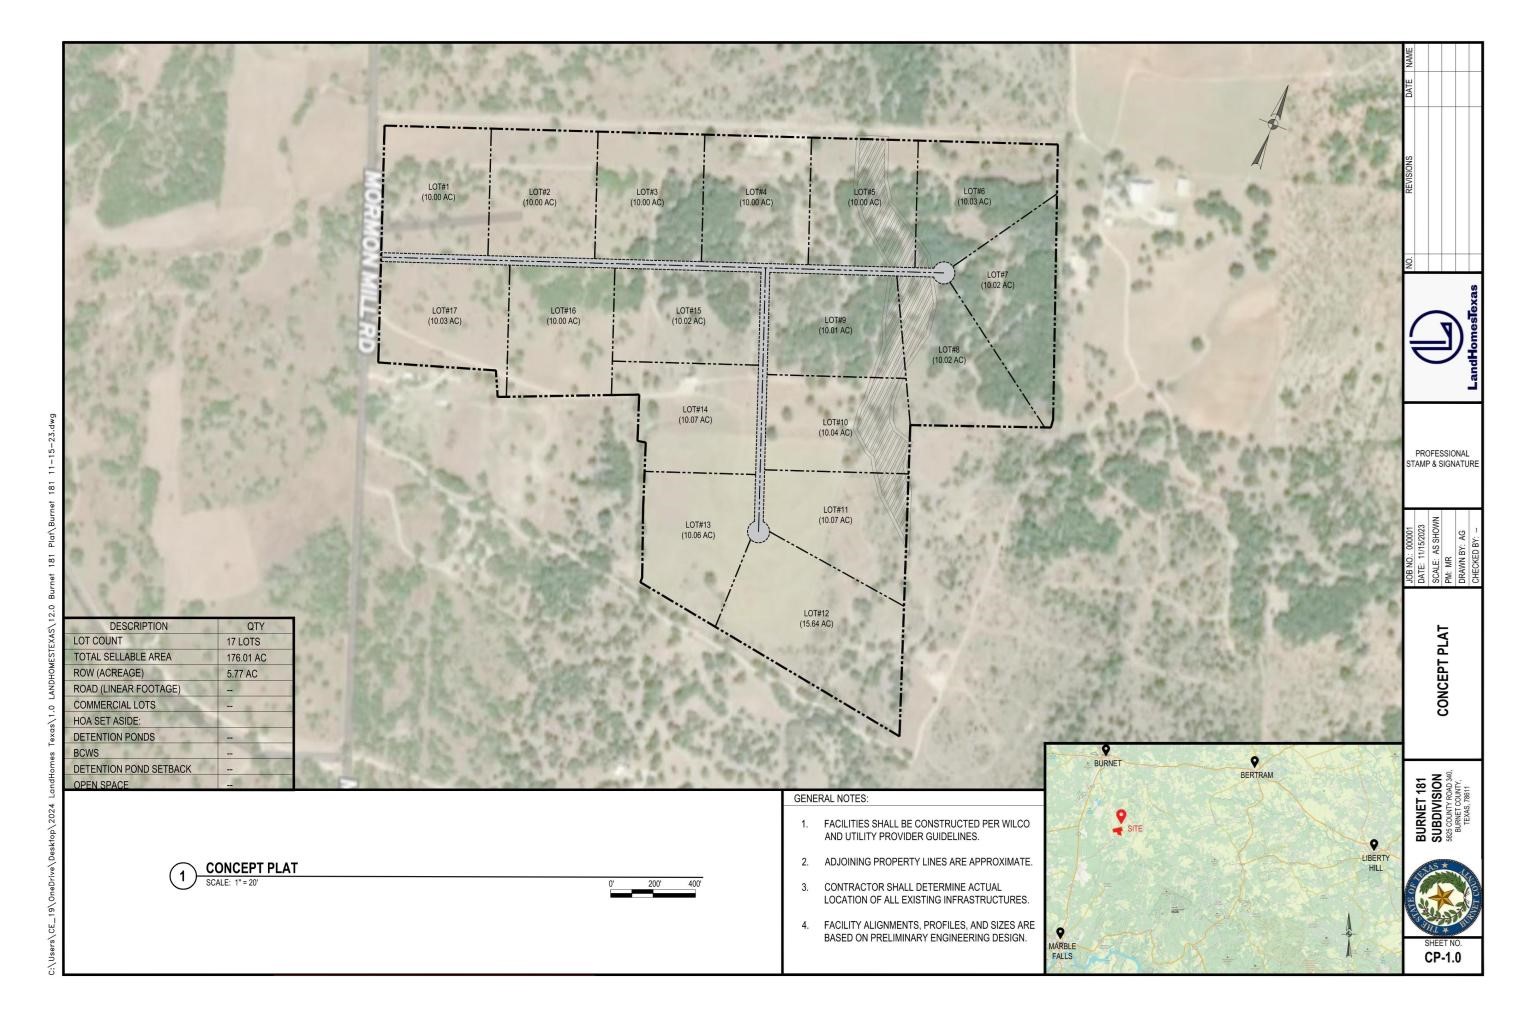 MORMON MILL RD
LOT#1
(10.00 AC)
LOT#2
(10.00 AC)
LOT#3
(10.00 AC)
LOT#4
(10.00 AC)
LOT#5
(10.00 AC)
LOT#6
(10.03 AC)
LOT#7
(10.02 AC)
LOT#8
(10.02 AC)
LOT#9
(10.01 AC)
LOT#10
(10.04 AC)
LOT#11
(10.07 AC)
LOT#12
(15.64 AC)
LOT#13
(10.06 AC)
LOT#14
(10.07 AC)
LOT#15
(10.02 AC)
LOT#16
(10.00 AC)
LOT#17
(10.03 AC)
DESCRIPTION QTY
LOT COUNT 17 LOTS
TOTAL SELLABLE AREA 176.01 AC
ROW (ACREAGE) 5.77 AC
ROAD (LINEAR FOOTAGE) --
COMMERCIAL LOTS --
HOA SET ASIDE:
DETENTION PONDS --
BCWS --
DETENTION POND SETBACK --
OPEN SPACE --
1 CONCEPT PLAT
SCALE: 1" = 20'
0' 200' 400'
GENERAL NOTES:
1. FACILITIES SHALL BE CONSTRUCTED PER WILCO
AND UTILITY PROVIDER GUIDELINES.
2. ADJOINING PROPERTY LINES ARE APPROXIMATE.
3. CONTRACTOR SHALL DETERMINE ACTUAL
LOCATION OF ALL EXISTING INFRASTRUCTURES.
4. FACILITY ALIGNMENTS, PROFILES, AND SIZES ARE
BASED ON PRELIMINARY ENGINEERING DESIGN.
BURNET
BERTRAM
SITE
LIBERTY
HILL
MARBLE
FALLS
NO. REVISIONS DATE NAME
LandHomesTexas
PROFESSIONAL
STAMP & SIGNATURE
JOB NO.: 000001
DATE: 11/15/2023
SCALE: AS SHOWN
PM: MR
DRAWN BY: AG
CHECKED BY: --
CONCEPT PLAT
BURNET 181
SUBDIVISION
5625 COUNTY ROAD 340,
BURNET COUNTY,
TEXAS, 78611
THE STATE OF TEXAS
BURNET COUNTY
SHEET NO.
CP-1.0
C:\Users\CE_19\OneDrive\Desktop\2024 LandHomes Texas\1.0 LANDHOMESTEXAS\12.0 Burnet 181 Plat\Burnet 181 11-15-23.dwg